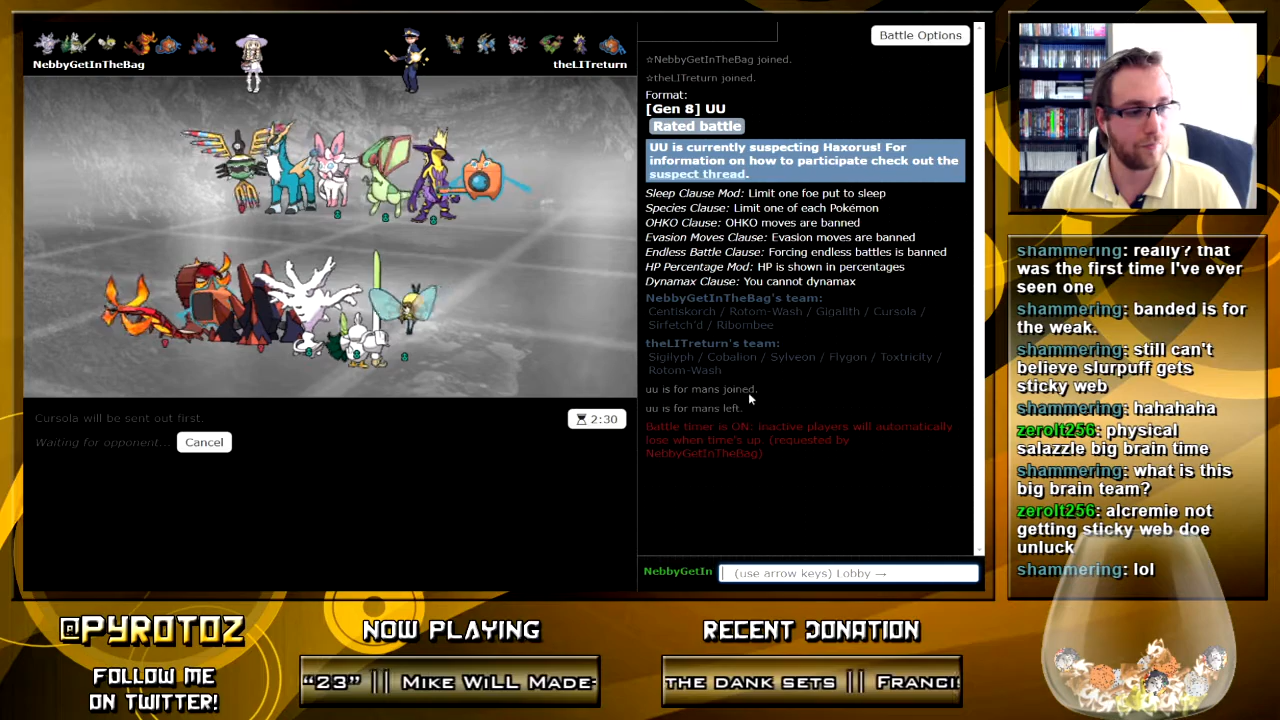 NebbyGetInTheBag
theLITreturn
Cursola will be sent out first.
Waiting for opponent...
Cancel
2:30
Battle Options
☆NebbyGetInTheBag joined.
☆theLITreturn joined.
Format:
[Gen 8] UU
Rated battle
UU is currently suspecting Haxorus! For
information on how to participate check out the
suspect thread.
Sleep Clause Mod: Limit one foe put to sleep
Species Clause: Limit one of each Pokémon
OHKO Clause: OHKO moves are banned
Evasion Moves Clause: Evasion moves are banned
Endless Battle Clause: Forcing endless battles is banned
HP Percentage Mod: HP is shown in percentages
Dynamax Clause: You cannot dynamax
NebbyGetInTheBag's team:
Centiskorch / Rotom-Wash / Gigalith / Cursola /
Sirfetch'd / Ribombee
theLITreturn's team:
Sigilyph / Cobalion / Sylveon / Flygon / Toxtricity /
Rotom-Wash
uu is for mans joined.
uu is for mans left.
Battle timer is ON: inactive players will automatically
lose when time's up. (requested by
NebbyGetInTheBag)
NebbyGetIn
(use arrow keys) Lobby →
shammering: really? that
was the first time I've ever
seen one
shammering: banded is for
the weak.
shammering: still can't
believe slurpuff gets
sticky web
shammering: hahahaha
zerolt256: physical
salazzle big brain time
shammering: what is this
big brain team?
zerolt256: alcremie not
getting sticky web doe
unluck
shammering: lol
@PYROTOZ
FOLLOW ME
ON TWITTER!
NOW PLAYING
"23" || MIKE WILL MADE-
RECENT DONATION
THE DANK SETS || FRANCI